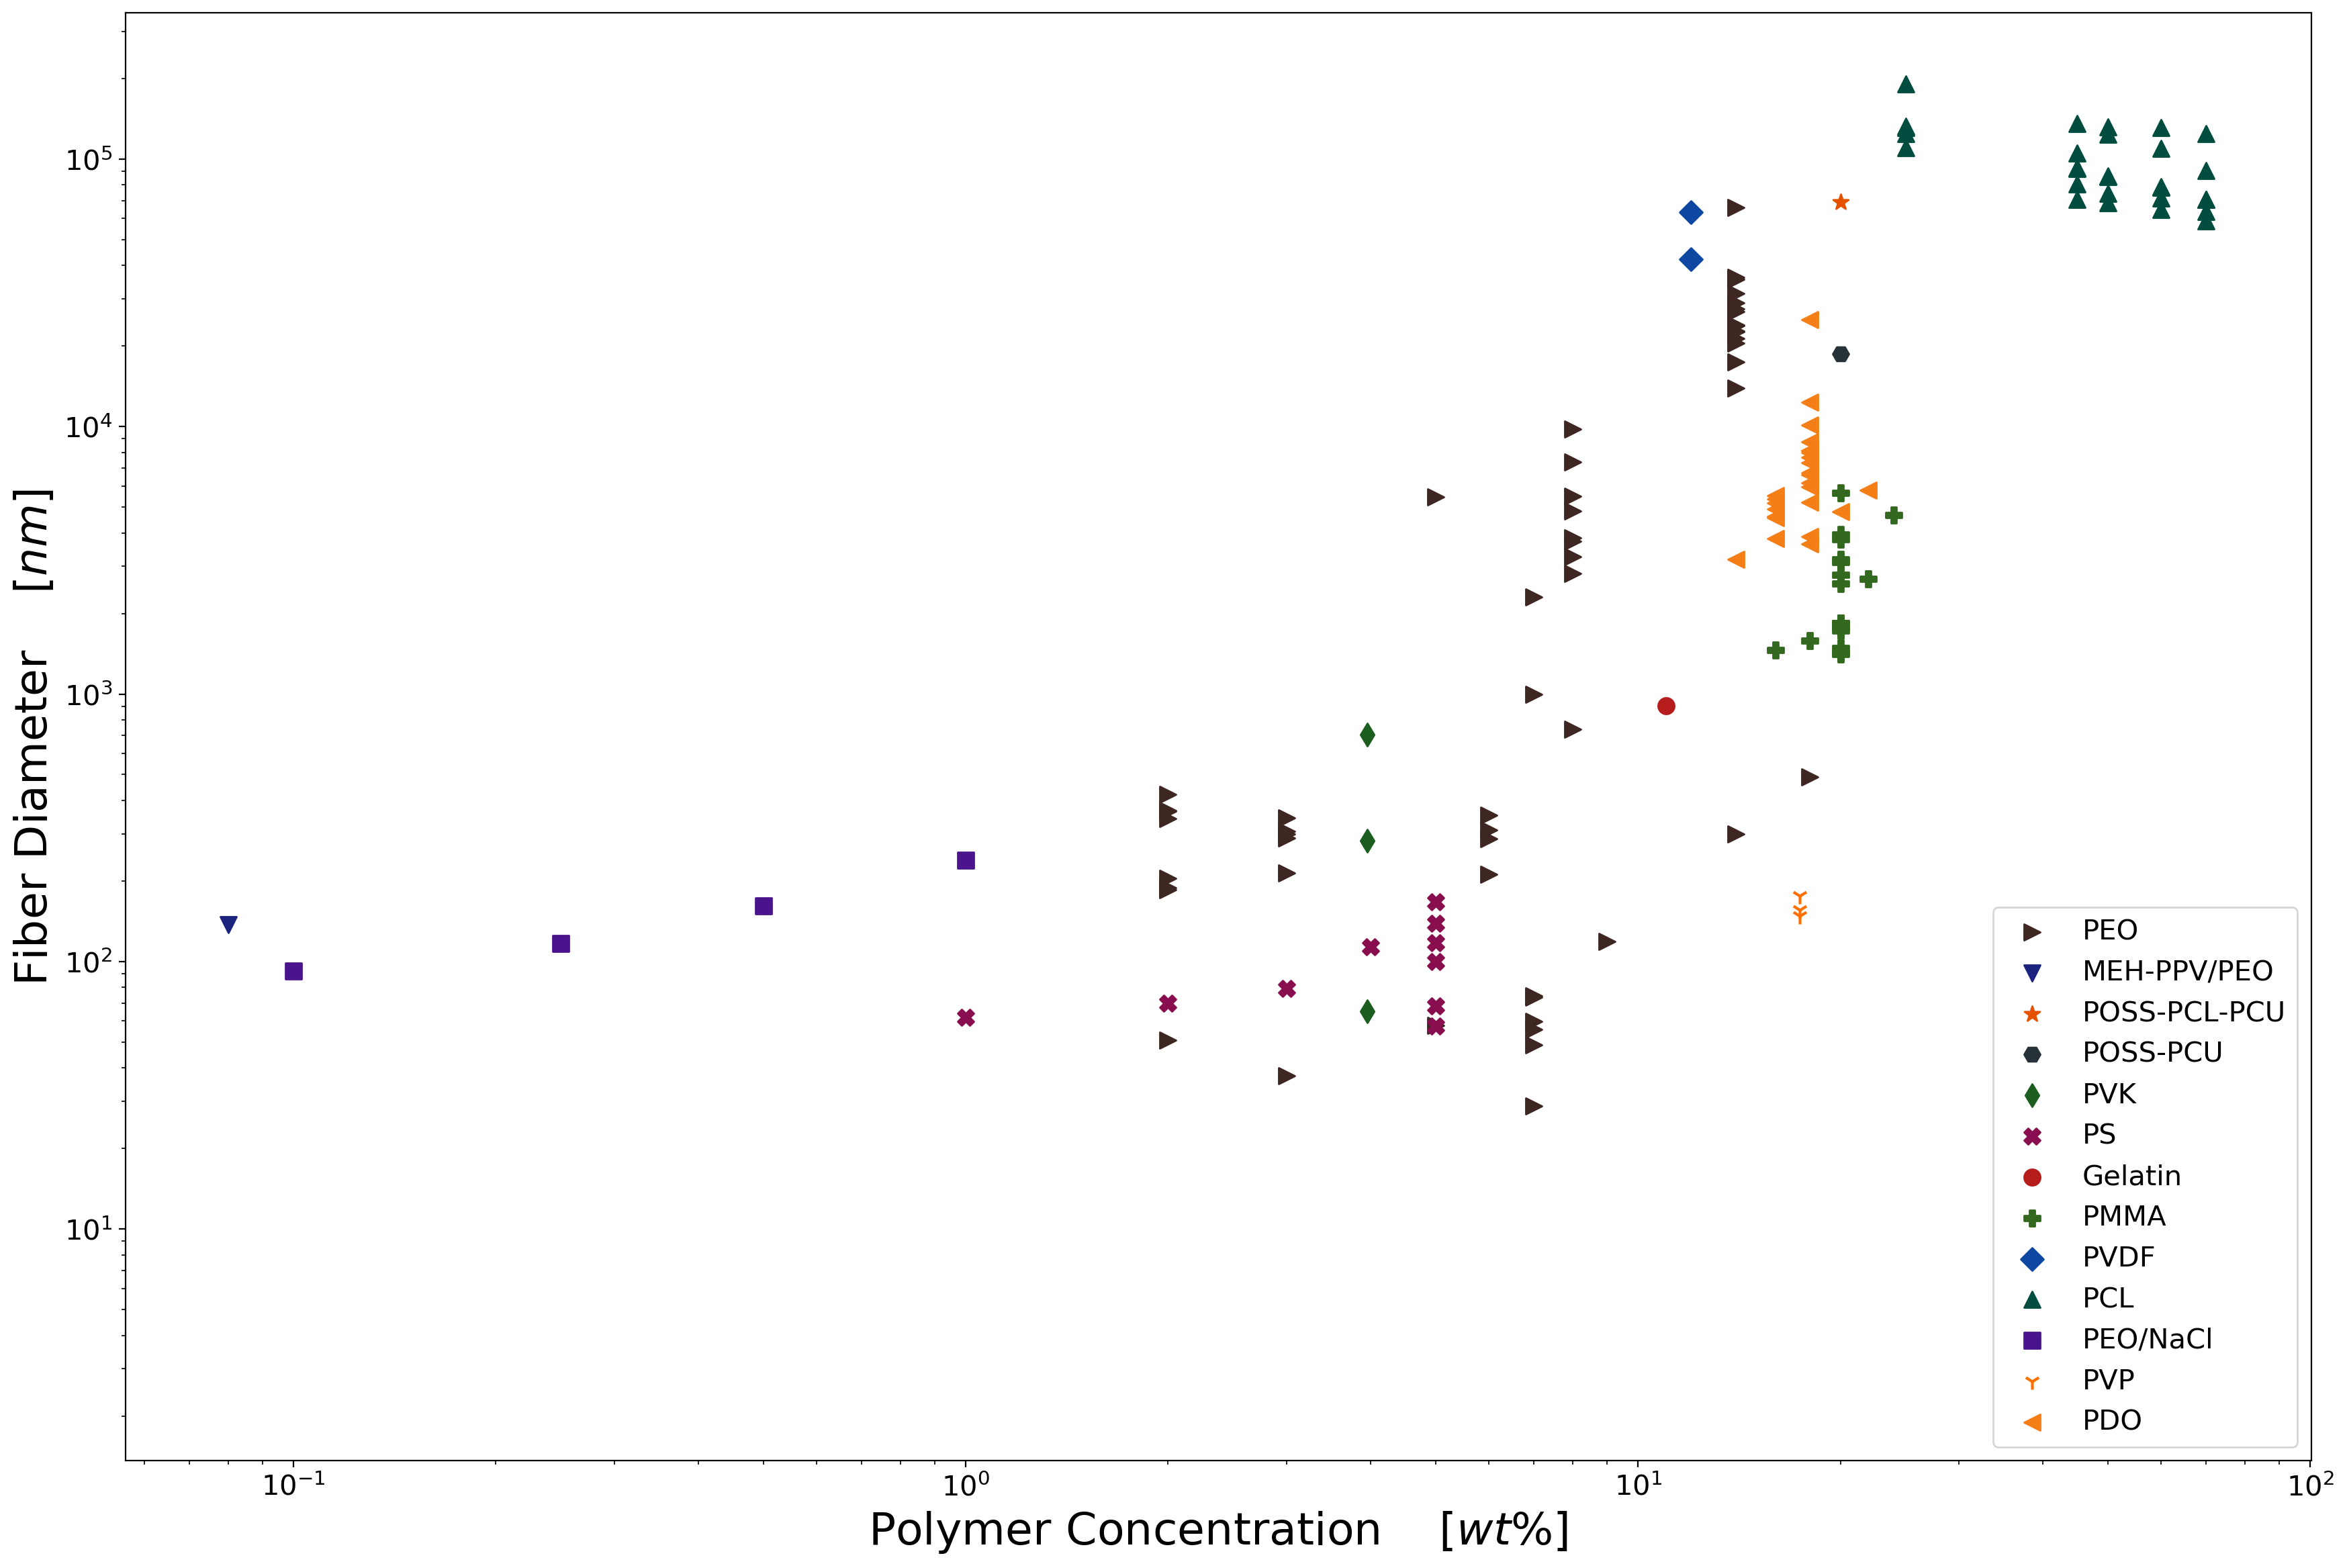 Fiber Diameter [nm]
10^5
10^4
10^3
10^2
10^1
10^-1
10^0
10^1
10^2
Polymer Concentration [wt%]
PEO
MEH-PPV/PEO
POSS-PCL-PCU
POSS-PCU
PVK
PS
Gelatin
PMMA
PVDF
PCL
PEO/NaCl
PVP
PDO